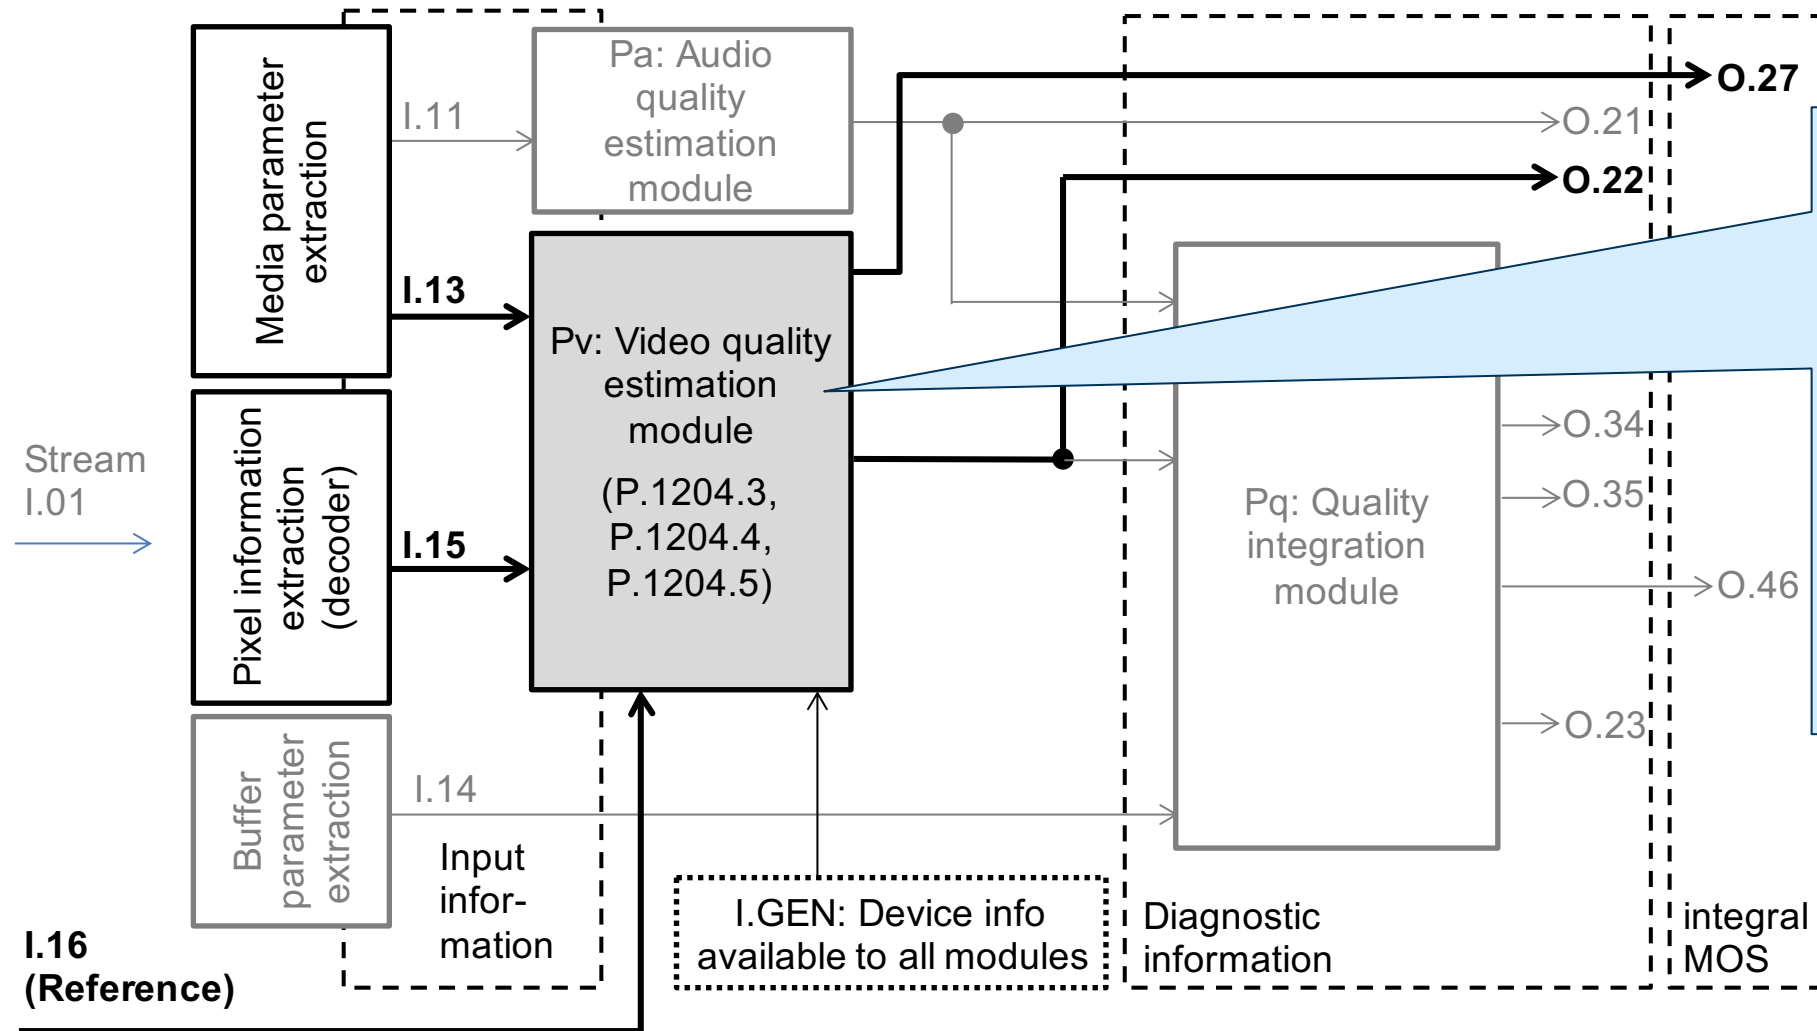 Media parameter
extraction
I.11
Pa: Audio
quality
estimation
module
O.27
O.21
O.22
I.13
Pv: Video quality
estimation
module
(P.1204.3,
P.1204.4,
P.1204.5)
Stream
I.01
Pixel information
extraction
(decoder)
I.15
Pq: Quality
integration
module
O.34
O.35
O.46
O.23
Buffer
parameter
extraction
I.14
Input
infor-
mation
I.GEN: Device info
available to all modules
Diagnostic
information
integral
MOS
I.16
(Reference)